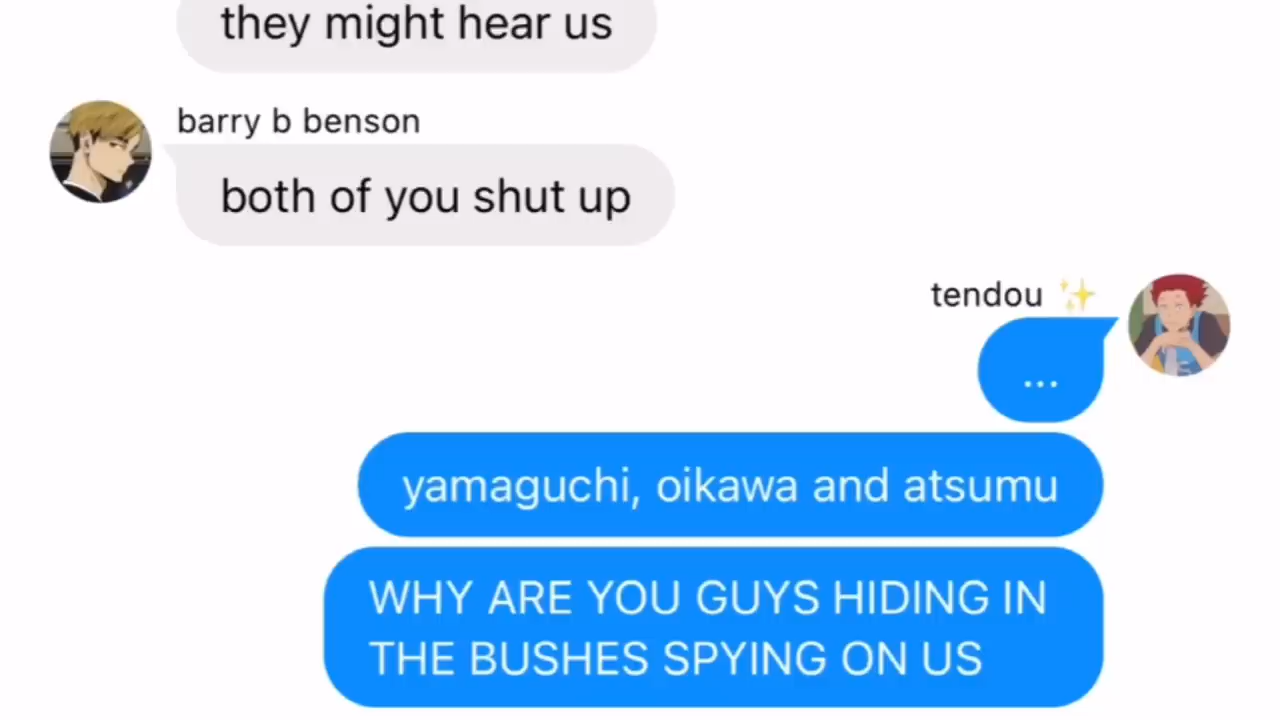 they might hear us
barry b benson
both of you shut up
tendou ✨
...
yamaguchi, oikawa and atsumu
WHY ARE YOU GUYS HIDING IN
THE BUSHES SPYING ON US